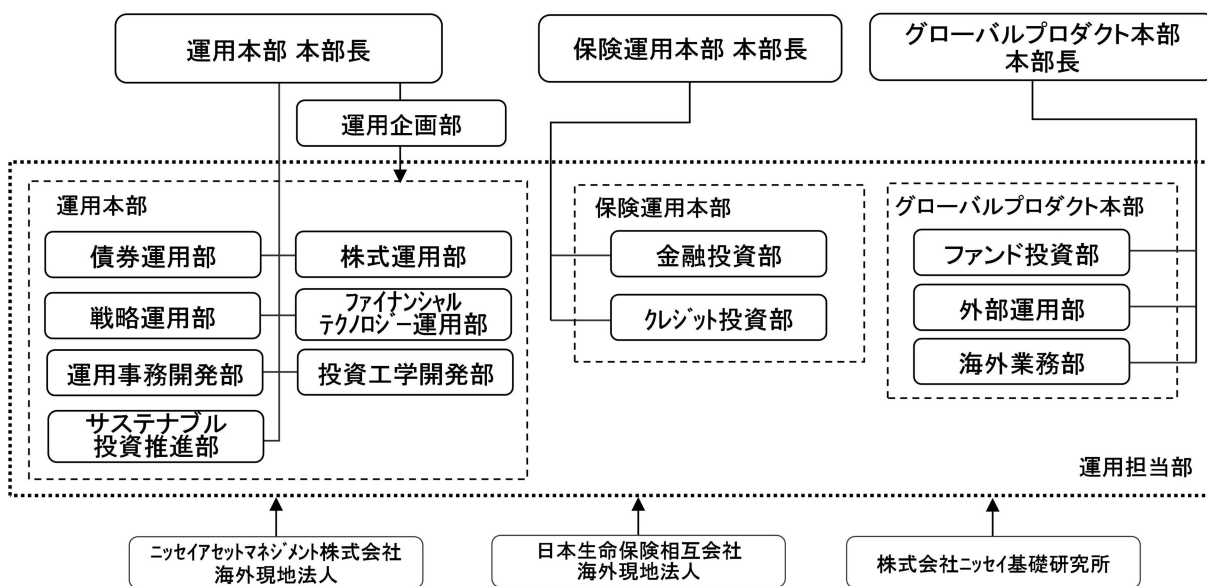 運用本部 本部長
保険運用本部 本部長
グローバルプロダクト本部
本部長
運用企画部
運用本部
債券運用部
株式運用部
戦略運用部
ファイナンシャル
テクノロジー運用部
運用事務開発部
投資工学開発部
サステナブル
投資推進部
保険運用本部
金融投資部
クレジット投資部
グローバルプロダクト本部
ファンド投資部
外部運用部
海外業務部
運用担当部
ニッセイアセットマネジメント株式会社
海外現地法人
日本生命保険相互会社
海外現地法人
株式会社ニッセイ基礎研究所